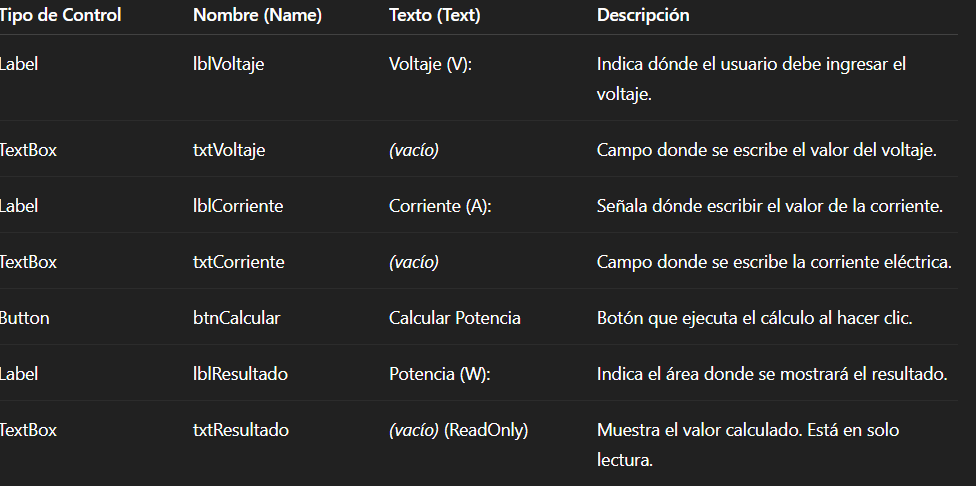 Tipo de Control Nombre (Name) Texto (Text) Descripción
Label lblVoltaje Voltaje (V): Indica dónde el usuario debe ingresar el
voltaje.
TextBox txtVoltaje (vacío) Campo donde se escribe el valor del voltaje.
Label lblCorriente Corriente (A): Señala dónde escribir el valor de la corriente.
TextBox txtCorriente (vacío) Campo donde se escribe la corriente eléctrica.
Button btnCalcular Calcular Potencia Botón que ejecuta el cálculo al hacer clic.
Label lblResultado Potencia (W): Indica el área donde se mostrará el resultado.
TextBox txtResultado (vacío) (ReadOnly) Muestra el valor calculado. Está en solo
lectura.